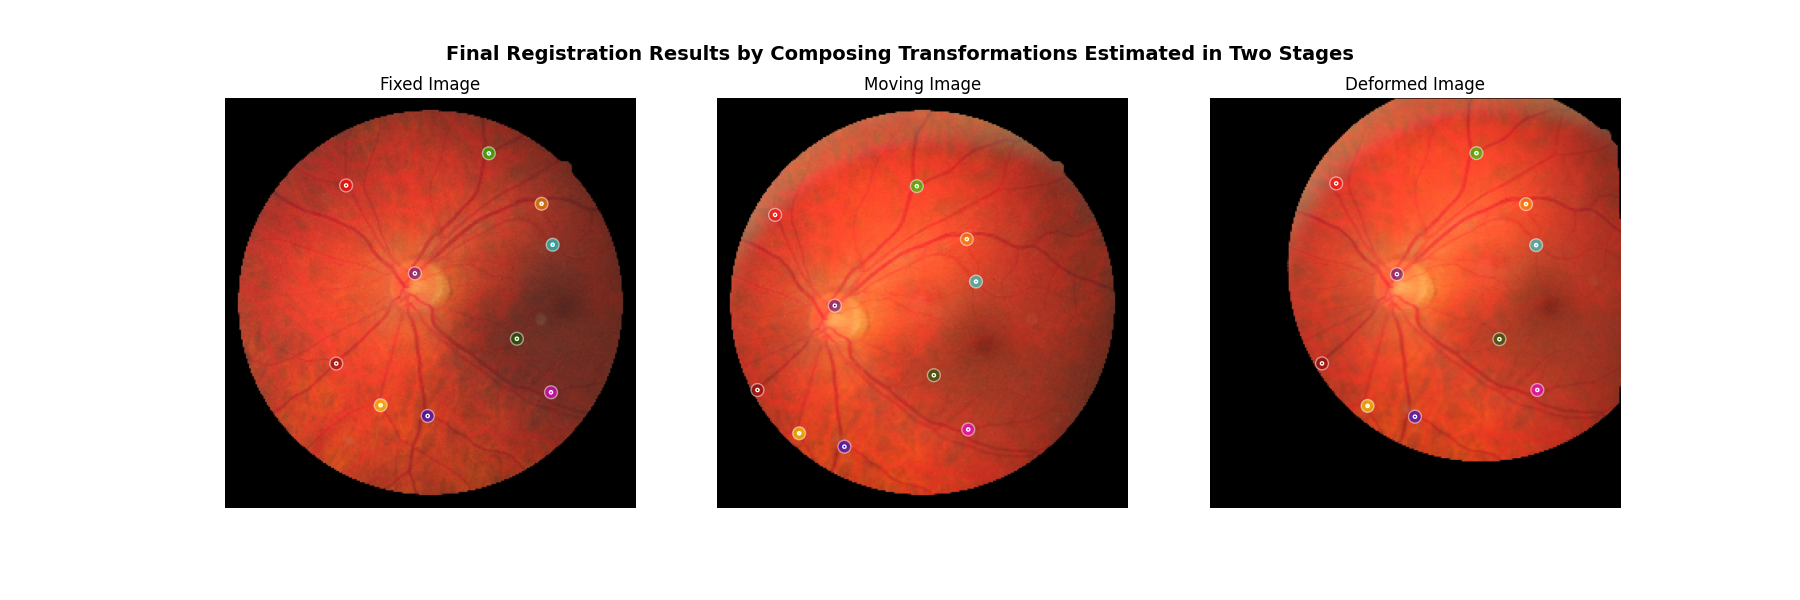 Final Registration Results by Composing Transformations Estimated in Two Stages
Fixed Image
Moving Image
Deformed Image